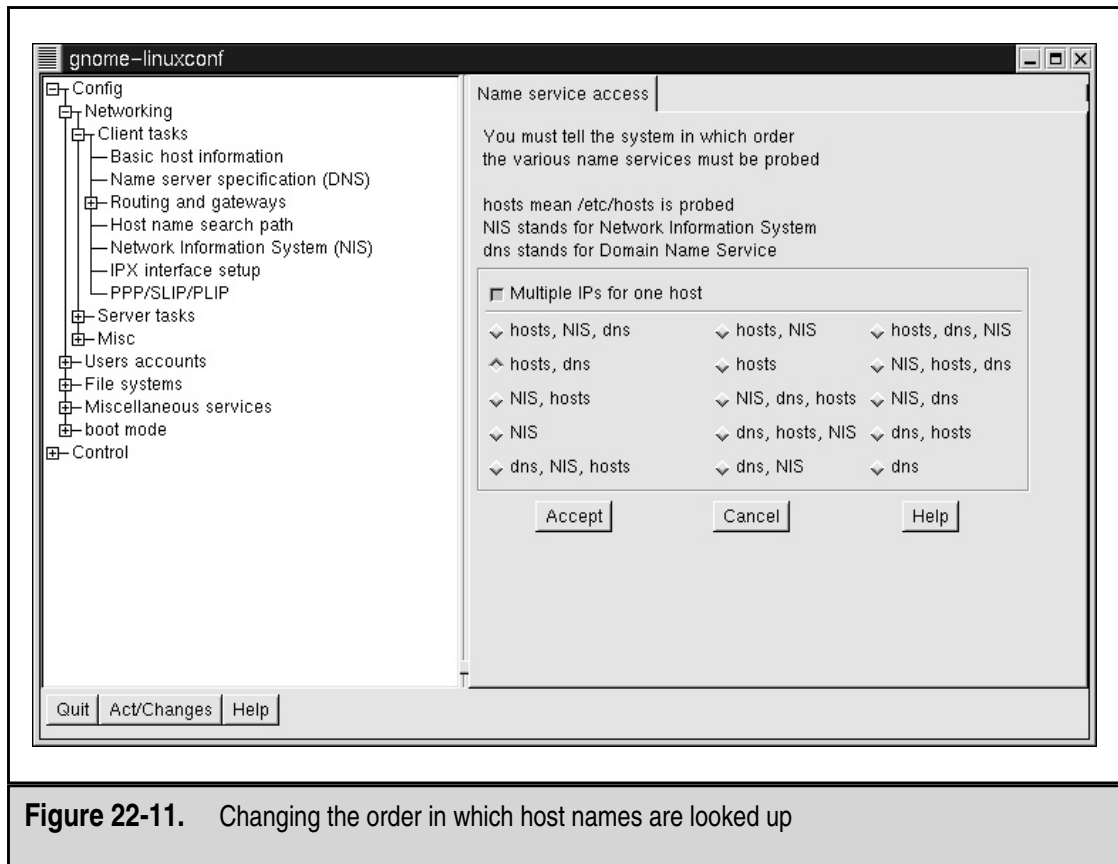 gnome-linuxconf
Config
Networking
Client tasks
Basic host information
Name server specification (DNS)
Routing and gateways
Host name search path
Network Information System (NIS)
IPX interface setup
PPP/SLIP/PLIP
Server tasks
Misc
Users accounts
File systems
Miscellaneous services
boot mode
Control
Name service access
You must tell the system in which order
the various name services must be probed
hosts mean /etc/hosts is probed
NIS stands for Network Information System
dns stands for Domain Name Service
Multiple IPs for one host
hosts, NIS, dns hosts, NIS hosts, dns, NIS
hosts, dns hosts NIS, hosts, dns
NIS, hosts NIS, dns, hosts NIS, dns
NIS dns, hosts, NIS dns, hosts
dns, NIS, hosts dns, NIS dns
Accept Cancel Help
Quit Act/Changes Help
Figure 22-11. Changing the order in which host names are looked up